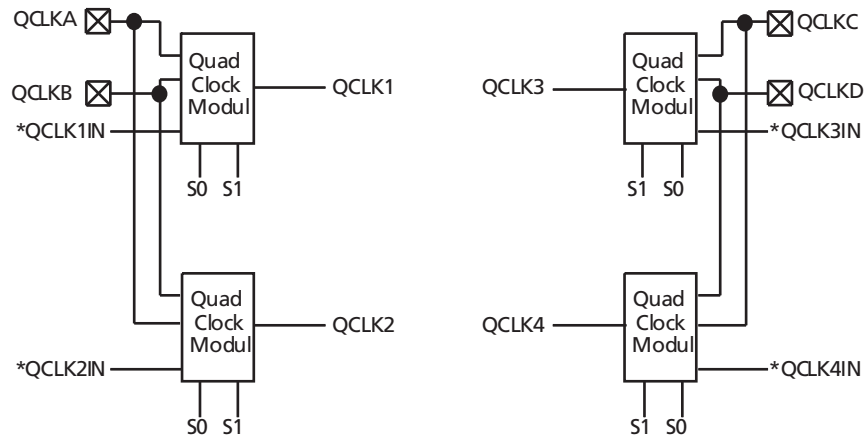 QCLKA
QCLKB
*QCLK1IN
Quad
Clock
Modul
QCLK1
S0 S1
QCLK3
Quad
Clock
Modul
QCLKC
QCLKD
*QCLK3IN
S1 S0
*QCLK2IN
Quad
Clock
Modul
QCLK2
S0 S1
QCLK4
Quad
Clock
Modul
*QCLK4IN
S1 S0